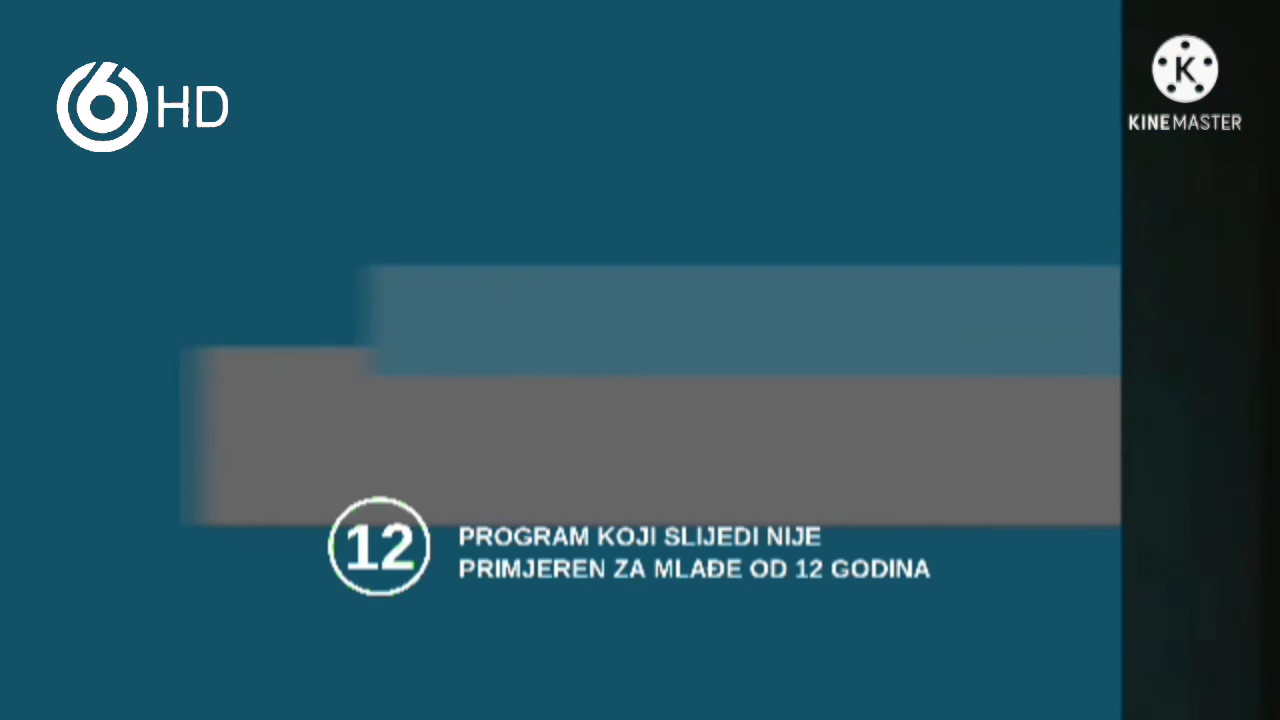 6 HD
K
KINEMASTER
12
PROGRAM KOJI SLIJEDI NIJE
PRIMJEREN ZA MLAĐE OD 12 GODINA